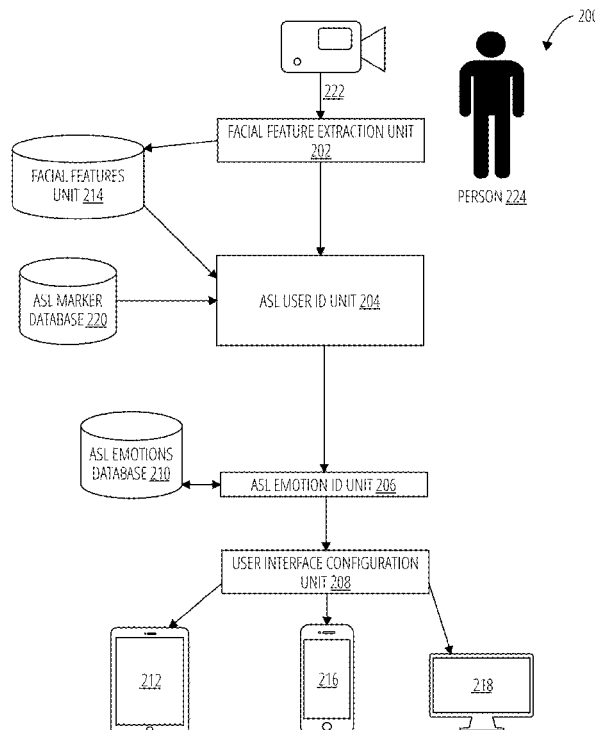 200
222
FACIAL FEATURE EXTRACTION UNIT
202
FACIAL FEATURES
UNIT 214
PERSON 224
ASL MARKER
DATABASE 220
ASL USER ID UNIT 204
ASL EMOTIONS
DATABASE 210
ASL EMOTION ID UNIT 206
USER INTERFACE CONFIGURATION
UNIT 208
212
216
218